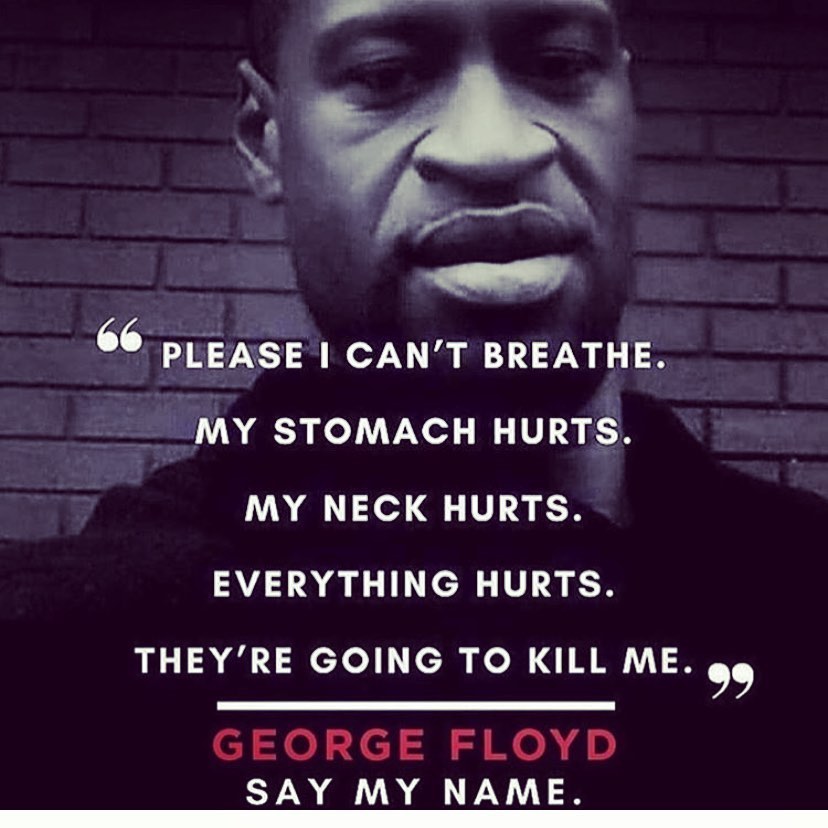 “ PLEASE I CAN’T BREATHE.
MY STOMACH HURTS.
MY NECK HURTS.
EVERYTHING HURTS.
THEY’RE GOING TO KILL ME. ”
GEORGE FLOYD
SAY MY NAME.